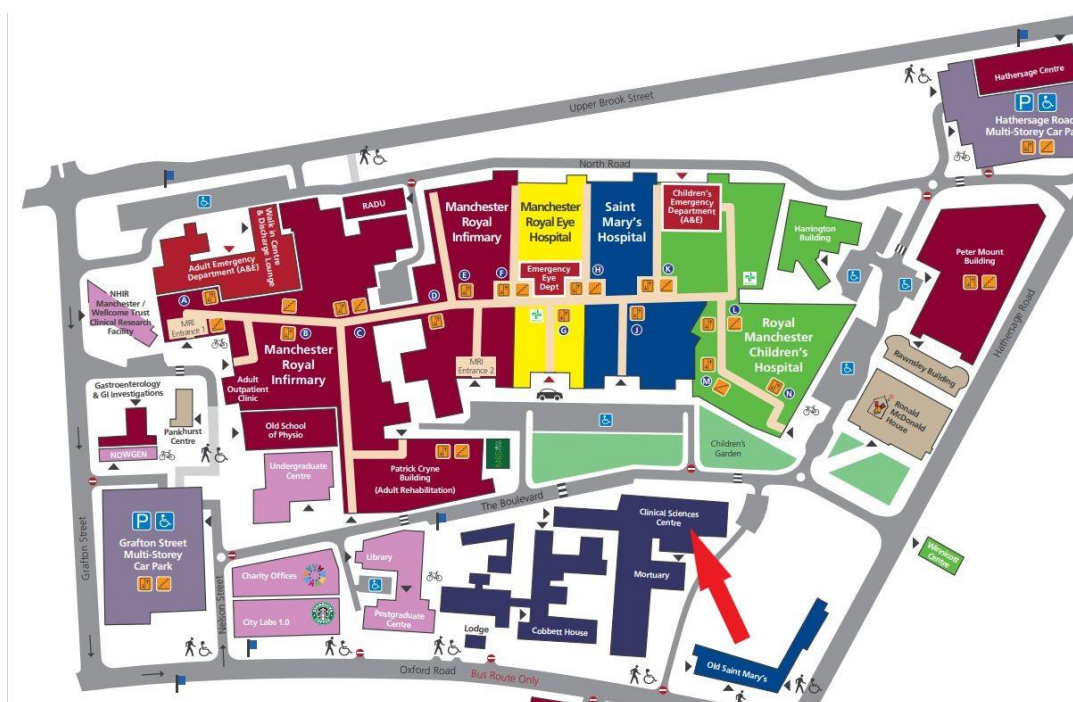 Upper Brook Street
Hathersage Centre
P
Hathersage Road
Multi-Storey Car Pa
North Road
RADU
Walk in Centre
& Discharge Lounge
Adult Emergency
Department (A&E)
Manchester
Royal
Infirmary
Manchester
Royal Eye
Hospital
Saint
Mary's
Hospital
Children's
Emergency
Department
(A&E)
Harrington
Building
Peter Mount
Building
Emergency
Eye
Dept
E
F
H
K
A
D
B
C
G
J
L
M
N
NHIR
Manchester /
Wellcome Trust
Clinical Research
Facility
MRI
Entrance 1
Manchester
Royal
Infirmary
MRI
Entrance 2
Royal
Manchester
Children's
Hospital
Hathersage Road
Rawnsley Building
Ronald
McDonald
House
Adult
Outpatient
Clinic
Gastroenterology
& GI Investigations
Pankhurst
Centre
NOWGEN
Old School
of Physio
Undergraduate
Centre
Patrick Cryne
Building
(Adult Rehabilitation)
Children's
Garden
The Boulevard
Clinical Sciences
Centre
Mortuary
Winnicott
Centre
Grafton Street
P
Grafton Street
Multi-Storey
Car Park
Nelson Street
Charity Offices
City Labs 1.0
Library
Postgraduate
Centre
Lodge
Cobbett House
Old Saint Mary's
Oxford Road
Bus Route Only